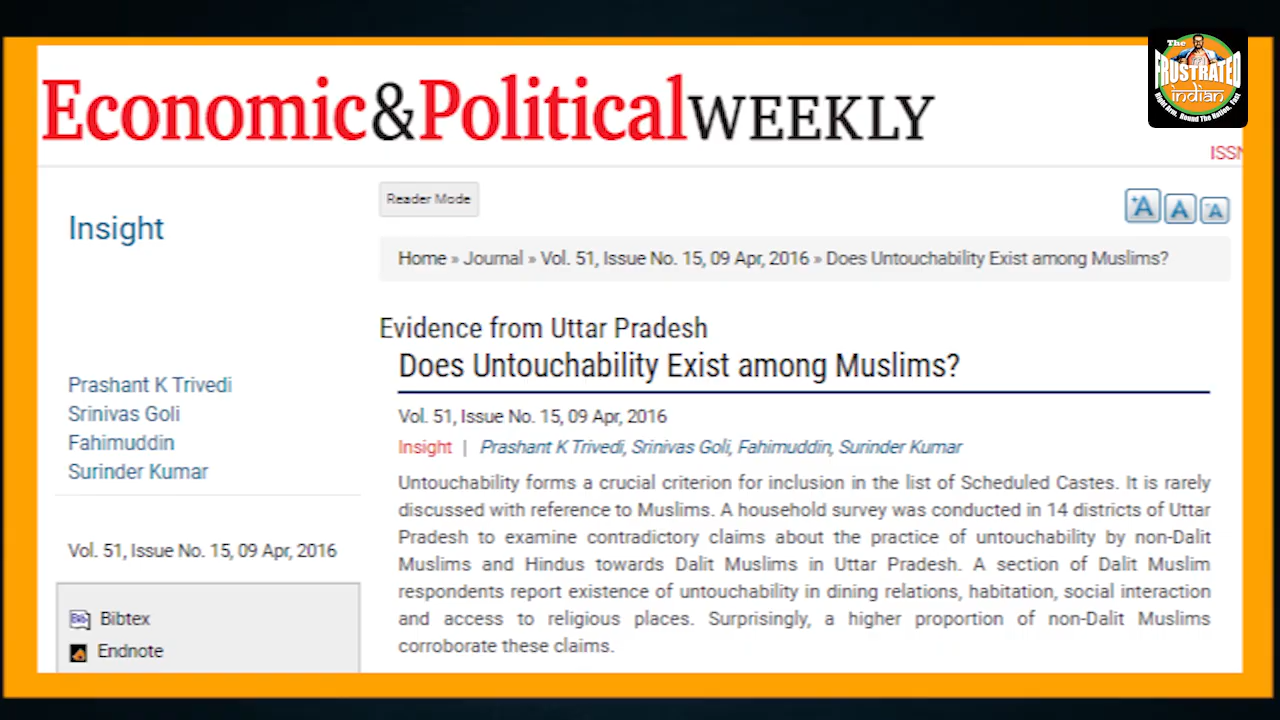 The
FRUSTRATED
indian
Right Arm. Round The Nation. Fast
Economic&PoliticalWEEKLY
ISSN
Reader Mode
+A A -A
Insight
Home » Journal » Vol. 51, Issue No. 15, 09 Apr, 2016 » Does Untouchability Exist among Muslims?
Evidence from Uttar Pradesh
Does Untouchability Exist among Muslims?
Vol. 51, Issue No. 15, 09 Apr, 2016
Insight | Prashant K Trivedi, Srinivas Goli, Fahimuddin, Surinder Kumar
Untouchability forms a crucial criterion for inclusion in the list of Scheduled Castes. It is rarely
discussed with reference to Muslims. A household survey was conducted in 14 districts of Uttar
Pradesh to examine contradictory claims about the practice of untouchability by non-Dalit
Muslims and Hindus towards Dalit Muslims in Uttar Pradesh. A section of Dalit Muslim
respondents report existence of untouchability in dining relations, habitation, social interaction
and access to religious places. Surprisingly, a higher proportion of non-Dalit Muslims
corroborate these claims.
Prashant K Trivedi
Srinivas Goli
Fahimuddin
Surinder Kumar
Vol. 51, Issue No. 15, 09 Apr, 2016
Bib Bibtex
Endnote